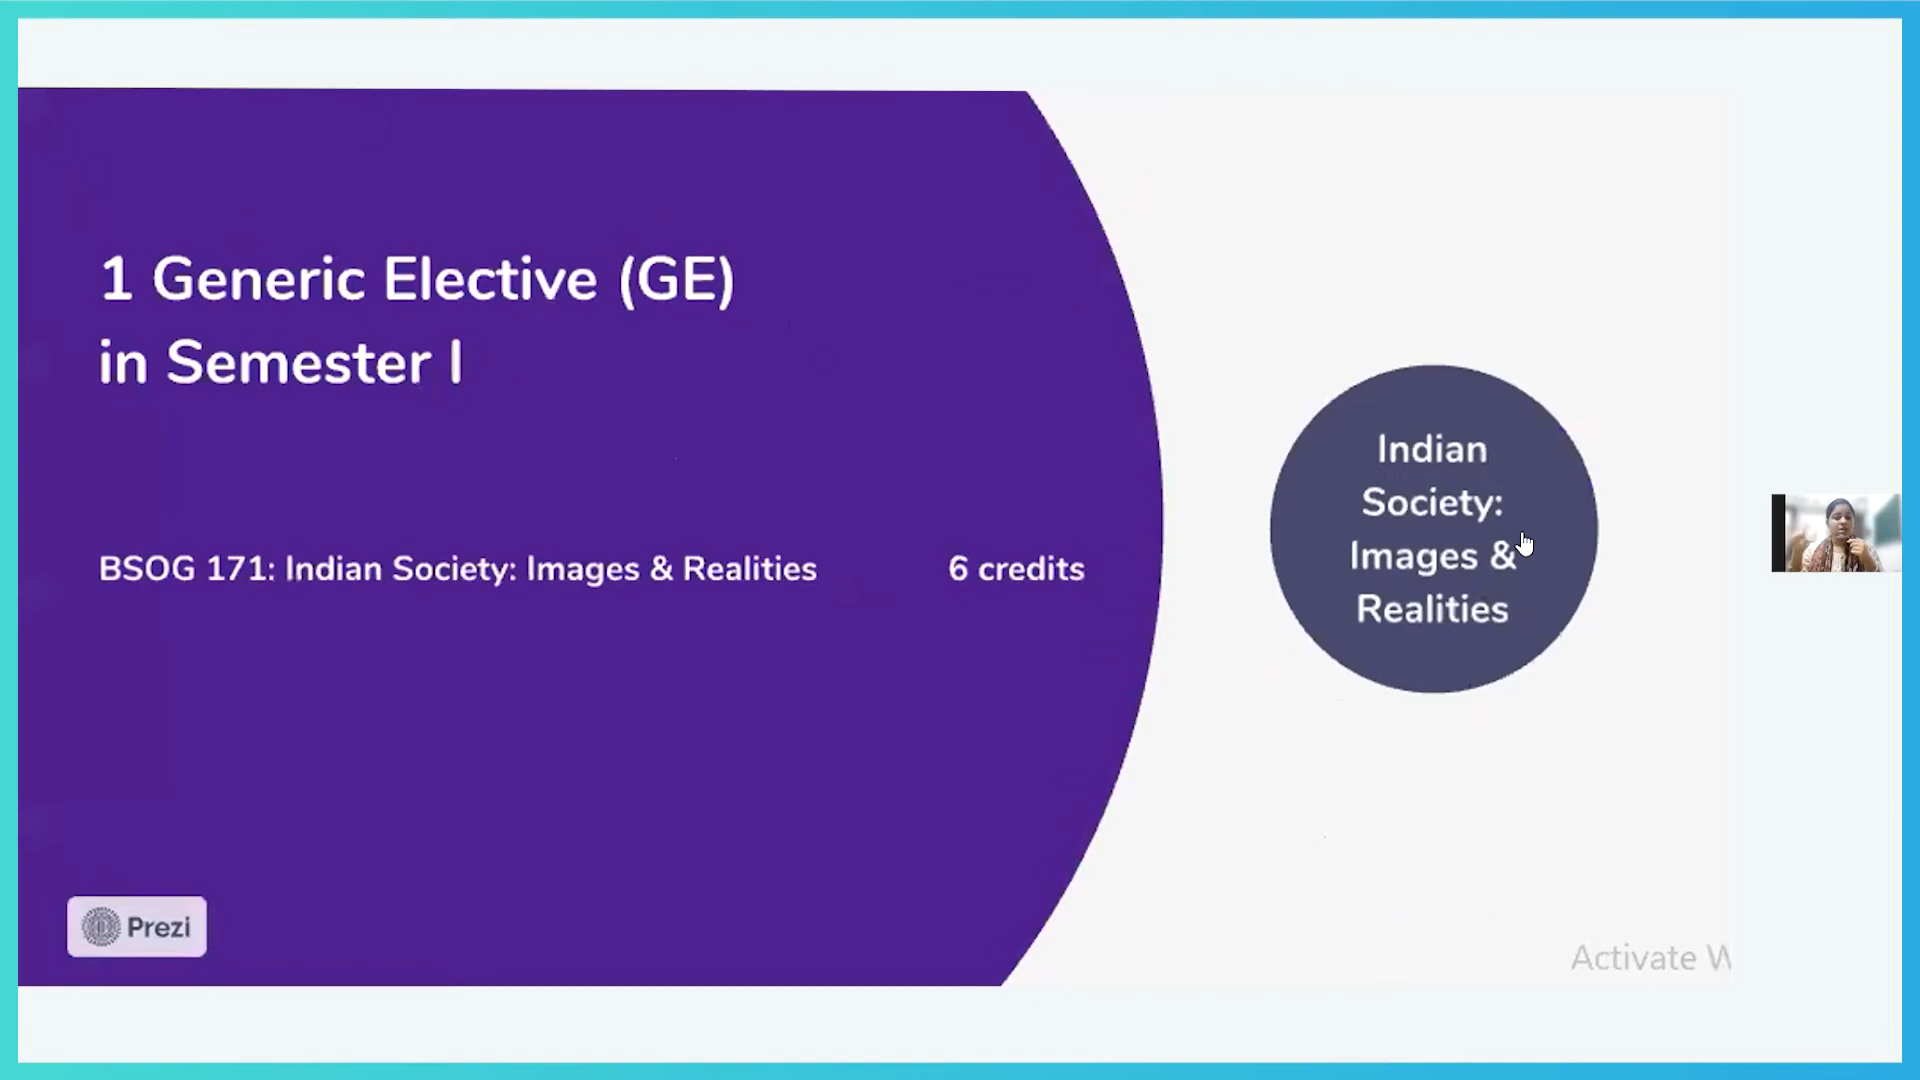 1 Generic Elective (GE)
in Semester I
BSOG 171: Indian Society: Images & Realities 6 credits
Indian
Society:
Images &
Realities
Prezi
Activate W